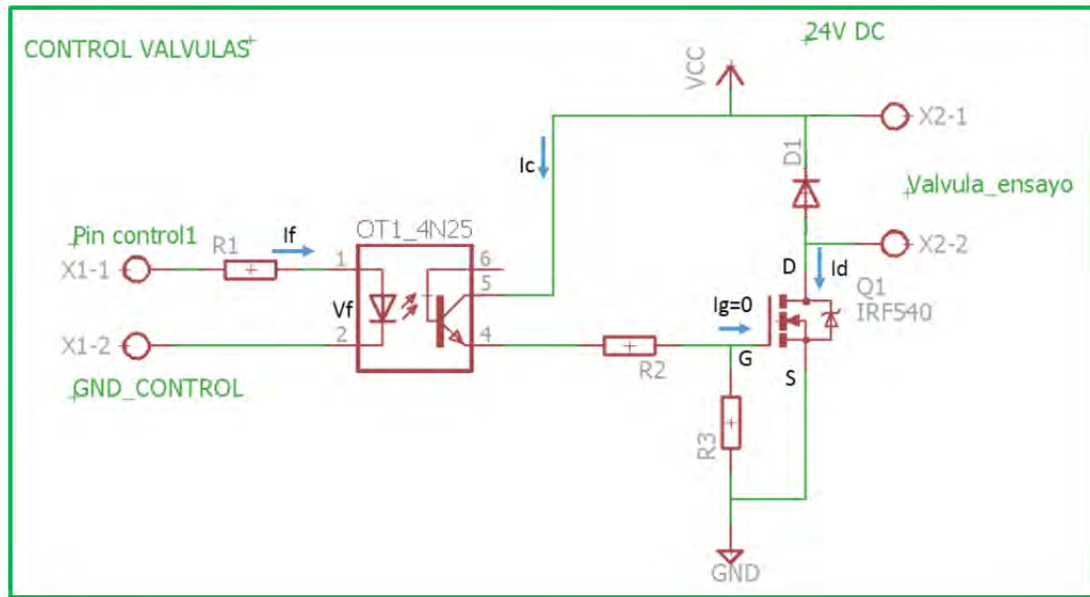 CONTROL VALVULAS
24V DC
VCC
X2-1
Ic
D1
Valvula_ensayo
Pin control1
R1
If
OT1_4N25
X1-1
1
6
5
X2-2
Vf
D
Id
Q1
IRF540
Ig=0
X1-2
2
4
R2
G
S
GND_CONTROL
R3
GND